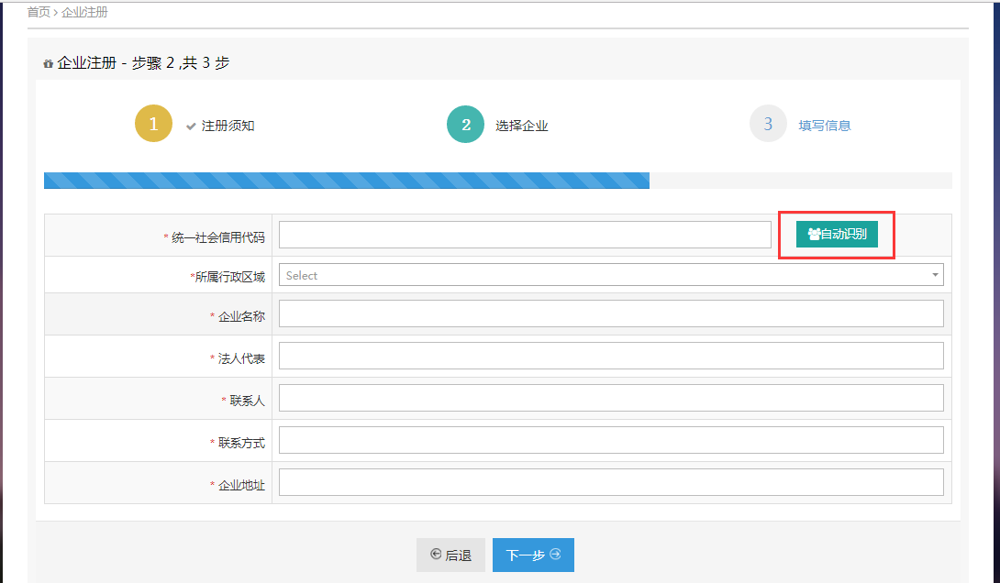 首页 › 企业注册
企业注册 - 步骤 2 ,共 3 步
1 注册须知
2 选择企业
3 填写信息
* 统一社会信用代码
自动识别
*所属行政区域 Select
* 企业名称
* 法人代表
* 联系人
* 联系方式
* 企业地址
后退 下一步